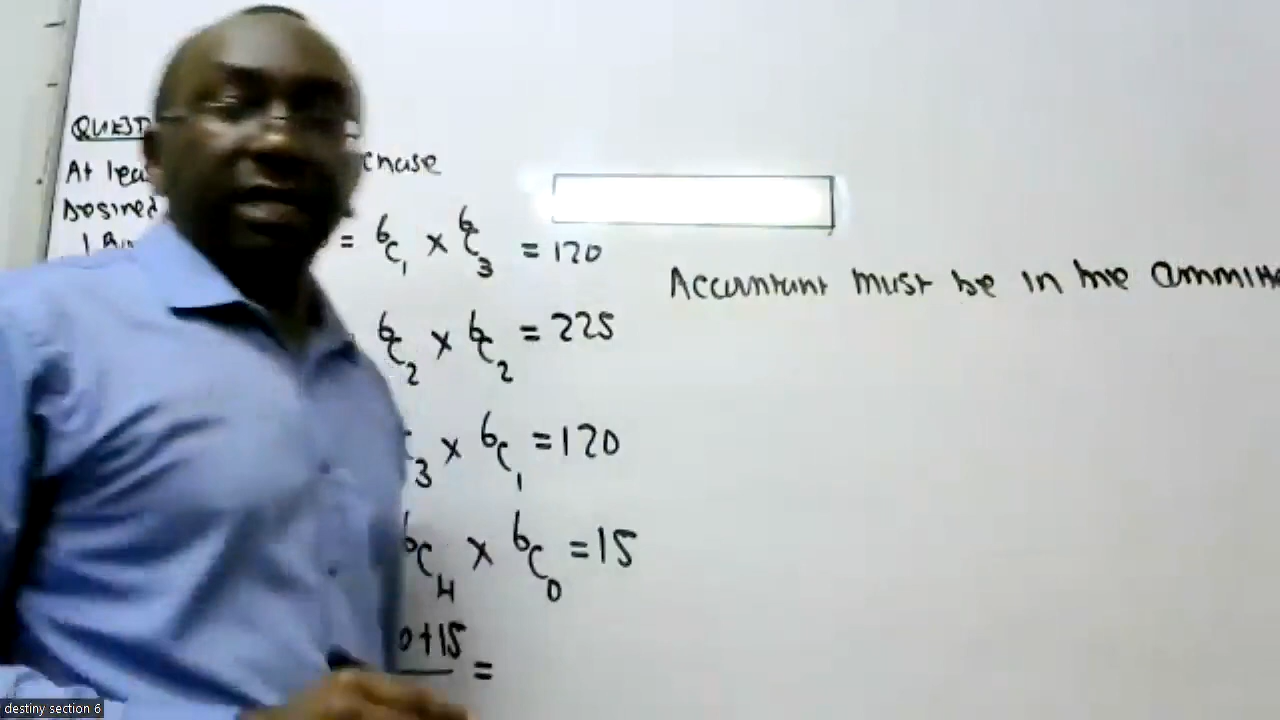 QUEST
At lea chase
Desired
= 6C1 × 6C3 = 120
Accountant must be in the committe
6C2 × 6C2 = 225
C3 × 6C1 = 120
6C4 × 6C0 = 15
0+15 =
destiny section 6